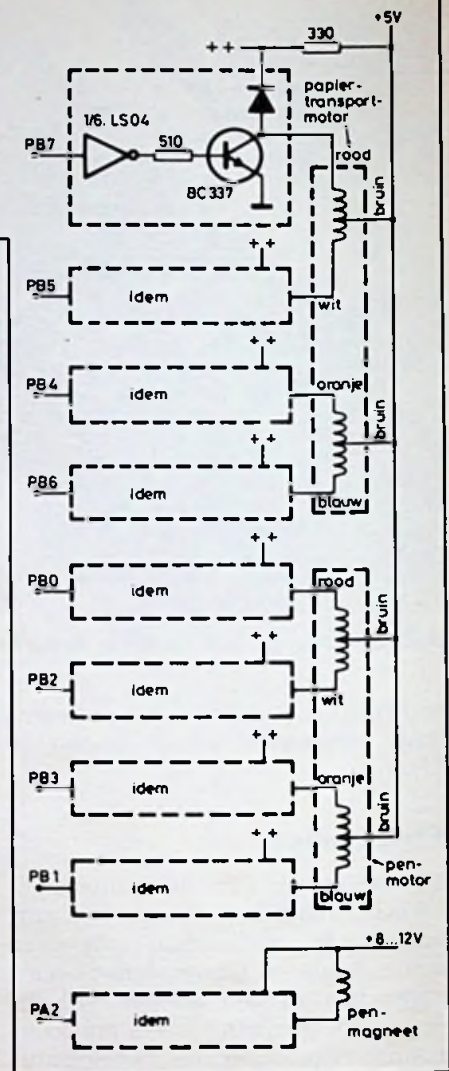 +5V
330
++
papier-
transport-
motor
1/6. LS04
510
PB7
rood
BC337
bruin
++
PB5
idem
wit
++
PB4
idem
oranje
bruin
++
PB6
idem
blauw
++
PB0
idem
rood
bruin
++
PB2
idem
wit
++
PB3
idem
oranje
bruin
++
pen-
motor
PB1
idem
blauw
+8...12V
PA2
idem
pen-
magneet